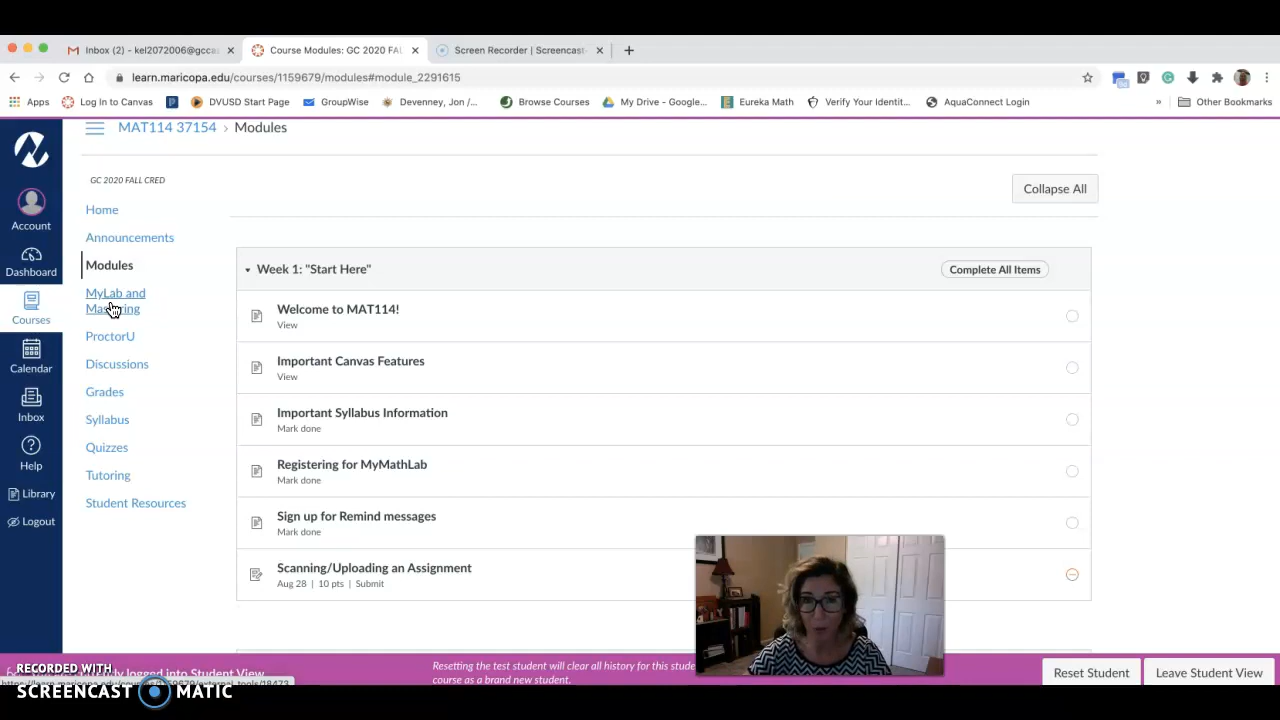 Inbox (2) - kel2072006@gcca
Course Modules: GC 2020 FAL
Screen Recorder | Screencast-
learn.maricopa.edu/courses/1159679/modules#module_2291615
Apps
Log In to Canvas
DVUSD Start Page
GroupWise
Devenney, Jon /...
Browse Courses
My Drive - Google...
Eureka Math
Verify Your Identit...
AquaConnect Login
»
Other Bookmarks
MAT114 37154 › Modules
GC 2020 FALL CRED
Collapse All
Account
Dashboard
Courses
Calendar
Inbox
Help
Library
Logout
Home
Announcements
Modules
MyLab and
Mastering
ProctorU
Discussions
Grades
Syllabus
Quizzes
Tutoring
Student Resources
Week 1: "Start Here"
Complete All Items
Welcome to MAT114!
View
Important Canvas Features
View
Important Syllabus Information
Mark done
Registering for MyMathLab
Mark done
Sign up for Remind messages
Mark done
Scanning/Uploading an Assignment
Aug 28 | 10 pts | Submit
logged into Student View
Resetting the test student will clear all history for this stude
course as a brand new student.
Reset Student
Leave Student View
RECORDED WITH
SCREENCAST MATIC